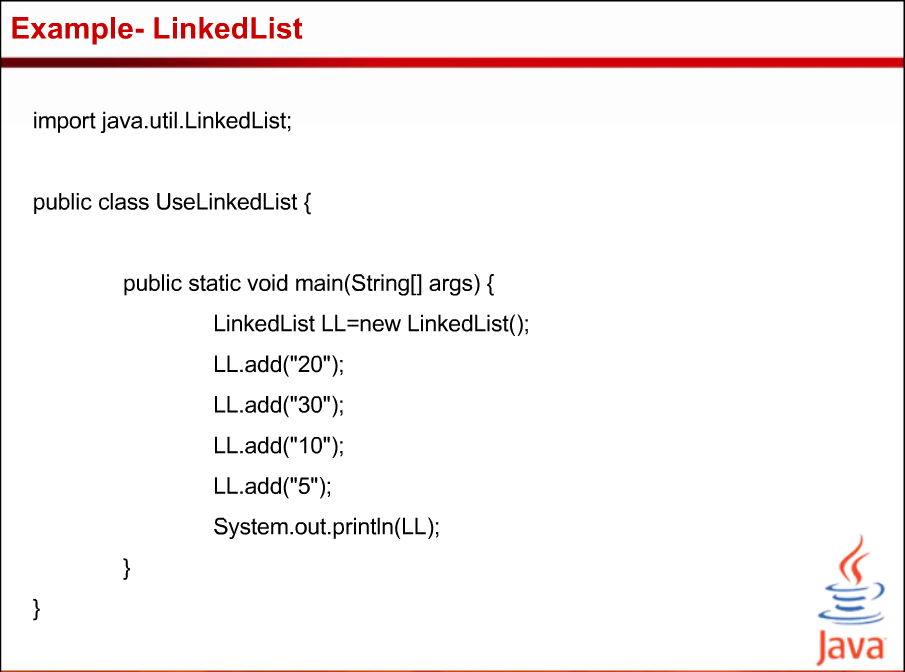 Example- LinkedList
import java.util.LinkedList;
public class UseLinkedList {
public static void main(String[] args) {
LinkedList LL=new LinkedList();
LL.add("20");
LL.add("30");
LL.add("10");
LL.add("5");
System.out.println(LL);
}
}
Java